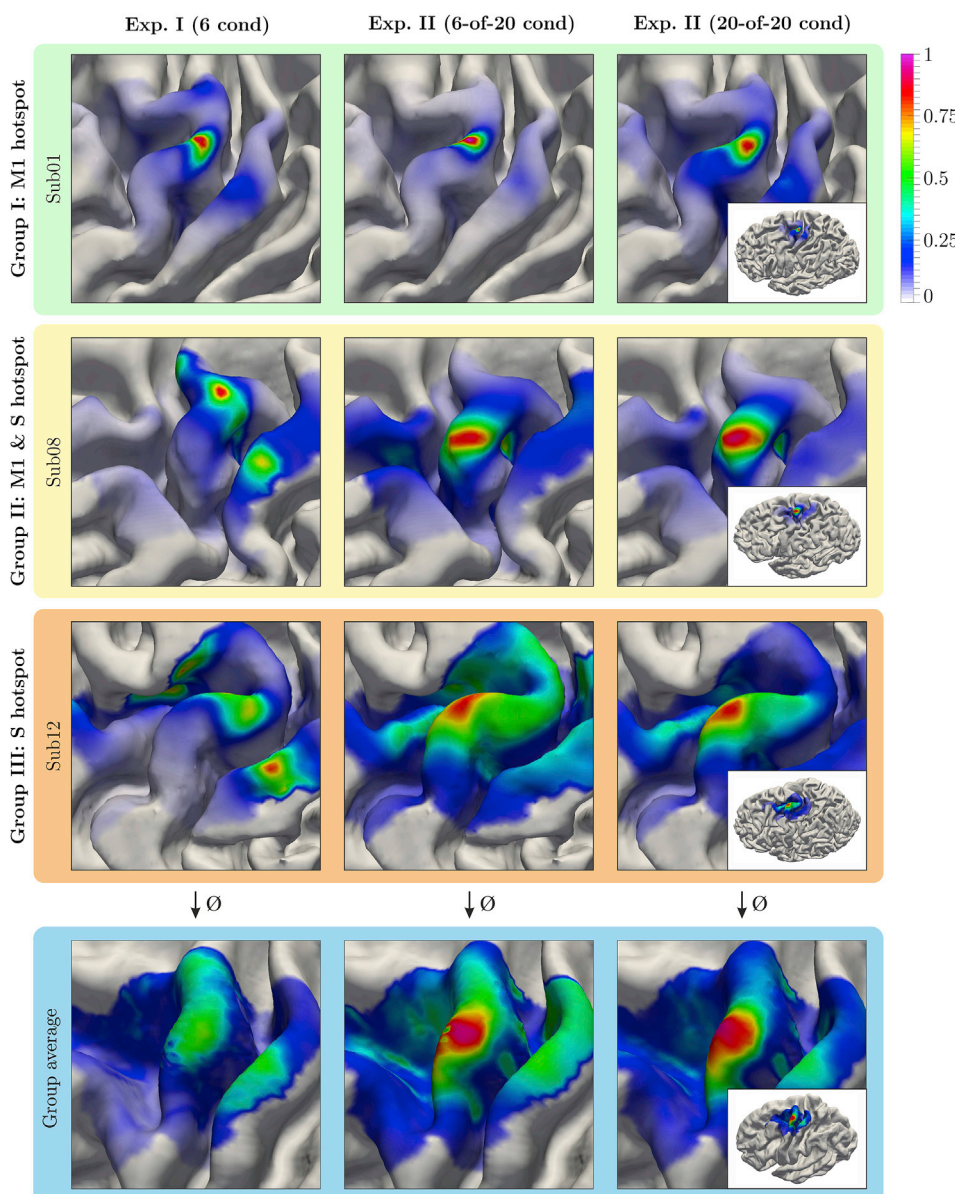 Exp. I (6 cond)
Exp. II (6-of-20 cond)
Exp. II (20-of-20 cond)
Group I: M1 hotspot
Sub01
1
0.75
0.5
0.25
0
Group II: M1 & S hotspot
Sub08
Group III: S hotspot
Sub12
↓ Ø
↓ Ø
↓ Ø
Group average